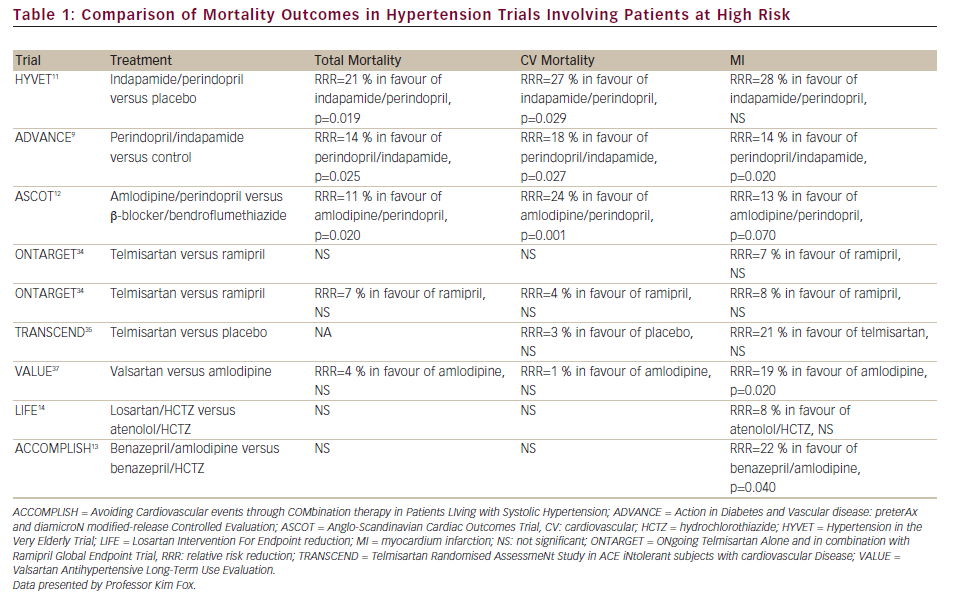 Table 1: Comparison of Mortality Outcomes in Hypertension Trials Involving Patients at High Risk
Trial Treatment Total Mortality CV Mortality MI
HYVET¹¹ Indapamide/perindopril RRR=21 % in favour of RRR=27 % in favour of RRR=28 % in favour of
versus placebo indapamide/perindopril, indapamide/perindopril, indapamide/perindopril,
p=0.019 p=0.029 NS
ADVANCE⁹ Perindopril/indapamide RRR=14 % in favour of RRR=18 % in favour of RRR=14 % in favour of
versus control perindopril/indapamide, perindopril/indapamide, perindopril/indapamide,
p=0.025 p=0.027 p=0.020
ASCOT¹² Amlodipine/perindopril versus RRR=11 % in favour of RRR=24 % in favour of RRR=13 % in favour of
β-blocker/bendroflumethiazide amlodipine/perindopril, amlodipine/perindopril, amlodipine/perindopril,
p=0.020 p=0.001 p=0.070
ONTARGET³⁴ Telmisartan versus ramipril NS NS RRR=7 % in favour of ramipril,
NS
ONTARGET³⁴ Telmisartan versus ramipril RRR=7 % in favour of ramipril, RRR=4 % in favour of ramipril, RRR=8 % in favour of ramipril,
NS NS NS
TRANSCEND³⁵ Telmisartan versus placebo NA RRR=3 % in favour of placebo, RRR=21 % in favour of telmisartan,
NS NS
VALUE³⁷ Valsartan versus amlodipine RRR=4 % in favour of amlodipine, RRR=1 % in favour of amlodipine, RRR=19 % in favour of amlodipine,
NS NS p=0.020
LIFE¹⁴ Losartan/HCTZ versus NS NS RRR=8 % in favour of
atenolol/HCTZ atenolol/HCTZ, NS
ACCOMPLISH¹³ Benazepril/amlodipine versus NS NS RRR=22 % in favour of
benazepril/HCTZ benazepril/amlodipine,
p=0.040
ACCOMPLISH = Avoiding Cardiovascular events through COMbination therapy in Patients LIving with Systolic Hypertension; ADVANCE = Action in Diabetes and Vascular disease: preterAx
and diamicroN modified-release Controlled Evaluation; ASCOT = Anglo-Scandinavian Cardiac Outcomes Trial, CV: cardiovascular; HCTZ = hydrochlorothiazide; HYVET = Hypertension in the
Very Elderly Trial; LIFE = Losartan Intervention For Endpoint reduction; MI = myocardium infarction; NS: not significant; ONTARGET = ONgoing Telmisartan Alone and in combination with
Ramipril Global Endpoint Trial, RRR: relative risk reduction; TRANSCEND = Telmisartan Randomised AssessmeNt Study in ACE iNtolerant subjects with cardiovascular Disease; VALUE =
Valsartan Antihypertensive Long-Term Use Evaluation.
Data presented by Professor Kim Fox.